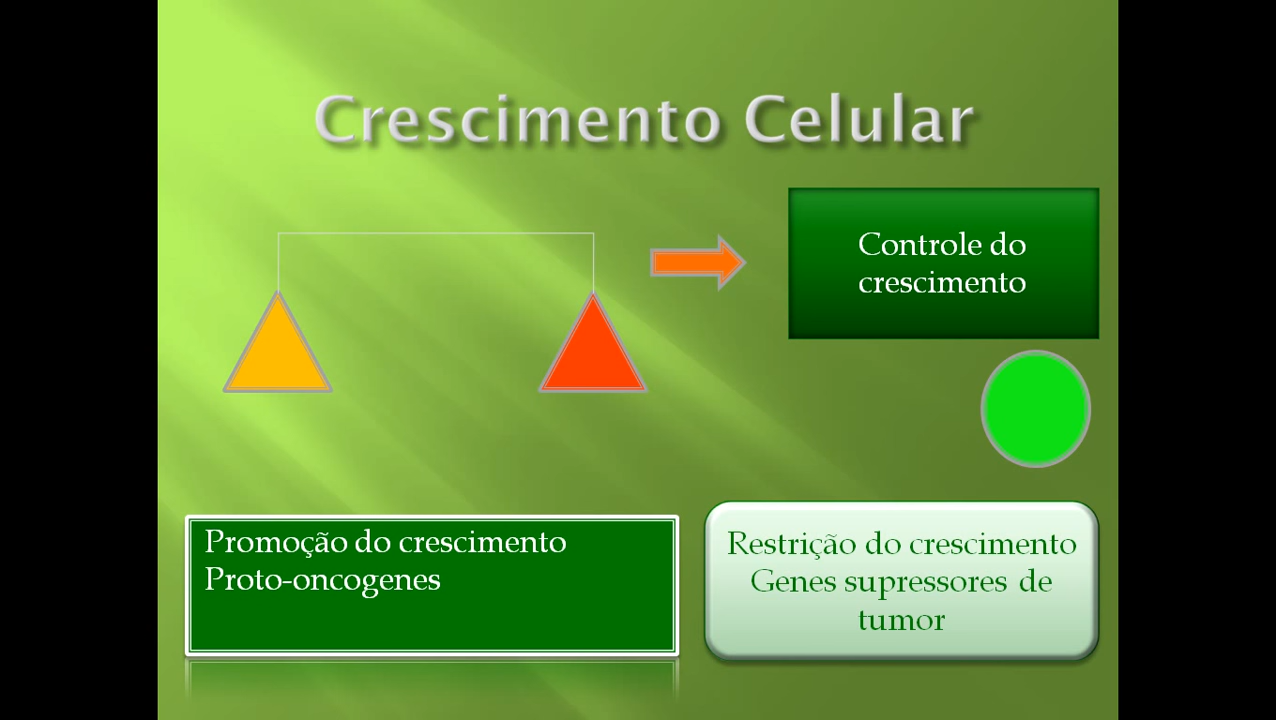 Crescimento Celular
Controle do
crescimento
Promoção do crescimento
Proto-oncogenes
Restrição do crescimento
Genes supressores de
tumor